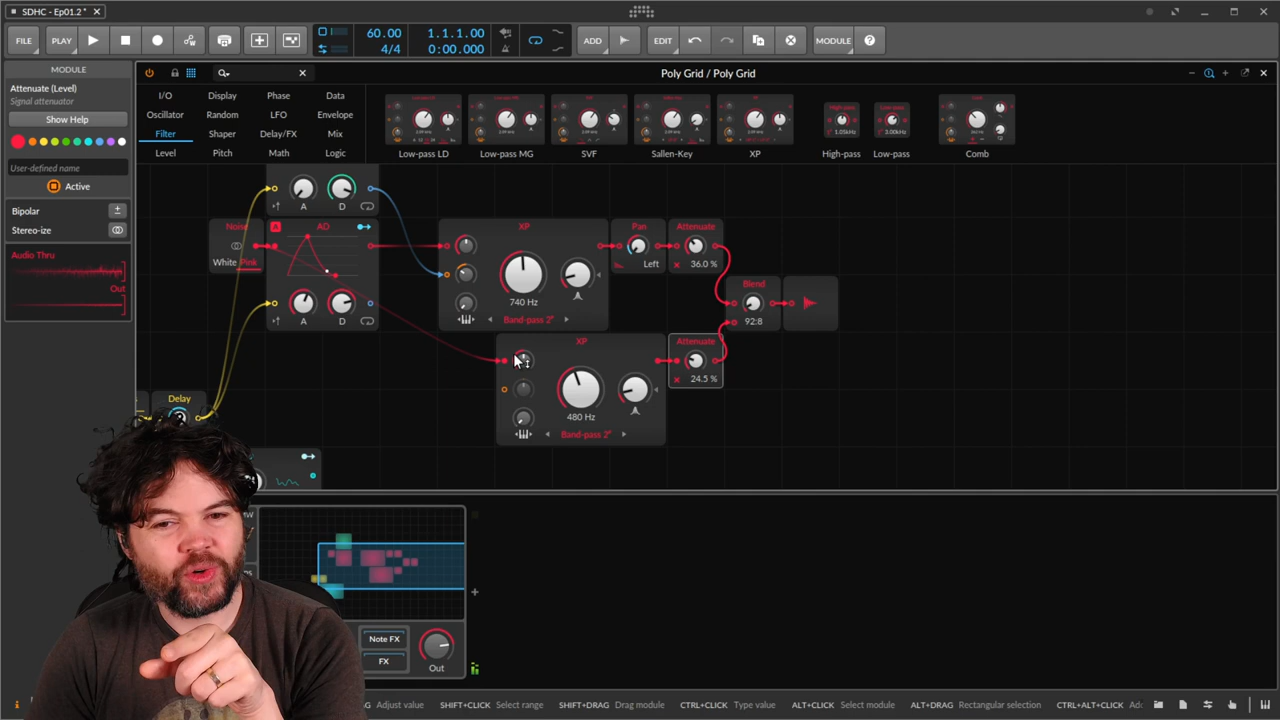 SDHC - Ep01.2*
FILE
PLAY
60.00
4/4
1.1.1.00
0:00.000
ADD
EDIT
MODULE
MODULE
Attenuate (Level)
Signal attenuator
Show Help
User-defined name
Active
Bipolar
Stereo-ize
Audio Thru
Out
Poly Grid / Poly Grid
I/O
Display
Phase
Data
Oscillator
Random
LFO
Envelope
Filter
Shaper
Delay/FX
Mix
Level
Pitch
Math
Logic
Low-pass LD
Low-pass MG
SVF
Sallen-Key
XP
High-pass
Low-pass
Comb
A
D
Noise
White
Pink
A
AD
A
D
XP
740 Hz
Band-pass 2°
Pan
Left
Attenuate
36.0 %
Blend
92:8
XP
480 Hz
Band-pass 2°
Attenuate
24.5 %
Delay
Note FX
FX
Out
Adjust value
SHIFT+CLICK Select range
SHIFT+DRAG Drag module
CTRL+CLICK Type value
ALT+CLICK Select module
ALT+DRAG Rectangular selection
CTRL+ALT+CLICK